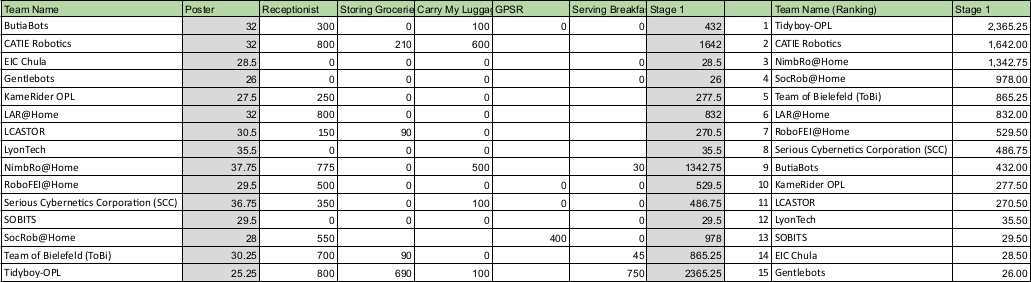 Team Name Poster Receptionist Storing Grocerie Carry My Luggag GPSR Serving Breakfa Stage 1 Team Name (Ranking) Stage 1
ButiaBots 32 300 0 100 0 0 432 1 Tidyboy-OPL 2,365.25
CATIE Robotics 32 800 210 600 1642 2 CATIE Robotics 1,642.00
EIC Chula 28.5 0 0 0 0 28.5 3 NimbRo@Home 1,342.75
Gentlebots 26 0 0 0 0 26 4 SocRob@Home 978.00
KameRider OPL 27.5 250 0 0 277.5 5 Team of Bielefeld (ToBi) 865.25
LAR@Home 32 800 0 0 832 6 LAR@Home 832.00
LCASTOR 30.5 150 90 0 270.5 7 RoboFEI@Home 529.50
LyonTech 35.5 0 0 0 35.5 8 Serious Cybernetics Corporation (SCC) 486.75
NimbRo@Home 37.75 775 0 500 30 1342.75 9 ButiaBots 432.00
RoboFEI@Home 29.5 500 0 0 0 0 529.5 10 KameRider OPL 277.50
Serious Cybernetics Corporation (SCC) 36.75 350 0 100 0 0 486.75 11 LCASTOR 270.50
SOBITS 29.5 0 0 0 0 29.5 12 LyonTech 35.50
SocRob@Home 28 550 400 0 978 13 SOBITS 29.50
Team of Bielefeld (ToBi) 30.25 700 90 0 45 865.25 14 EIC Chula 28.50
Tidyboy-OPL 25.25 800 690 100 750 2365.25 15 Gentlebots 26.00